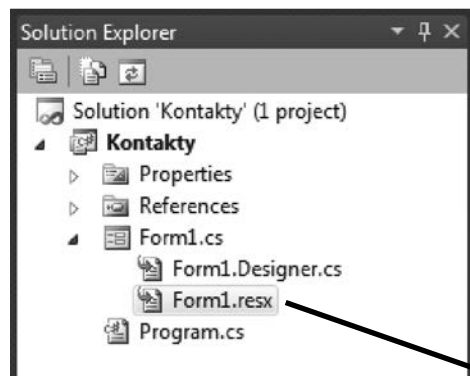 Solution Explorer
Solution 'Kontakty' (1 project)
Kontakty
Properties
References
Form1.cs
Form1.Designer.cs
Form1.resx
Program.cs